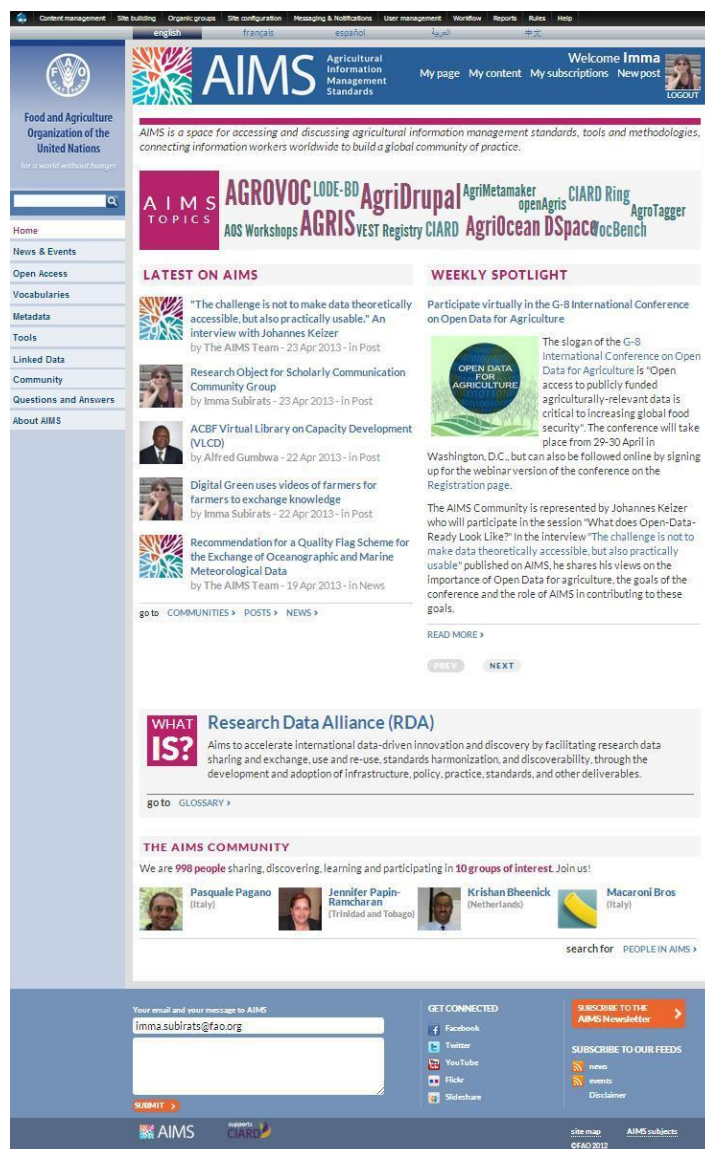 Content management Site building Organic groups Site configuration Messaging & Notifications User management Workflow Reports Rules Help
english français español العربية 中文
FAO
Food and Agriculture
Organization of the
United Nations
for a world without hunger
Home
News & Events
Open Access
Vocabularies
Metadata
Tools
Linked Data
Community
Questions and Answers
About AIMS
AIMS
Agricultural
Information
Management
Standards
Welcome Imma
My page My content My subscriptions New post
LOGOUT
AIMS is a space for accessing and discussing agricultural information management standards, tools and methodologies,
connecting information workers worldwide to build a global community of practice.
AIMS
TOPICS
AGROVOC LODE-BD AgriDrupal AgriMetamaker openAgris CIARD Ring AgroTagger
AOS Workshops AGRIS VEST Registry CIARD AgriOcean DSpace VocBench
LATEST ON AIMS
"The challenge is not to make data theoretically
accessible, but also practically usable." An
interview with Johannes Keizer
by The AIMS Team - 23 Apr 2013 - in Post
Research Object for Scholarly Communication
Community Group
by Imma Subirats - 23 Apr 2013 - in Post
ACBF Virtual Library on Capacity Development
(VLCD)
by Alfred Gumbwa - 22 Apr 2013 - in Post
Digital Green uses videos of farmers for
farmers to exchange knowledge
by Imma Subirats - 22 Apr 2013 - in Post
Recommendation for a Quality Flag Scheme for
the Exchange of Oceanographic and Marine
Meteorological Data
by The AIMS Team - 19 Apr 2013 - in News
go to COMMUNITIES › POSTS › NEWS ›
WEEKLY SPOTLIGHT
Participate virtually in the G-8 International Conference
on Open Data for Agriculture
OPEN DATA
FOR
AGRICULTURE
The slogan of the G-8
International Conference on Open
Data for Agriculture is "Open
access to publicly funded
agriculturally-relevant data is
critical to increasing global food
security". The conference will take
place from 29-30 April in
Washington, D.C., but can also be followed online by signing
up for the webinar version of the conference on the
Registration page.
The AIMS Community is represented by Johannes Keizer
who will participate in the session "What does Open-Data-
Ready Look Like?" In the interview "The challenge is not to
make data theoretically accessible, but also practically
usable" published on AIMS, he shares his views on the
importance of Open Data for agriculture, the goals of the
conference and the role of AIMS in contributing to these
goals.
READ MORE ›
PREV NEXT
WHAT
IS?
Research Data Alliance (RDA)
Aims to accelerate international data-driven innovation and discovery by facilitating research data
sharing and exchange, use and re-use, standards harmonization, and discoverability, through the
development and adoption of infrastructure, policy, practice, standards, and other deliverables.
go to GLOSSARY ›
THE AIMS COMMUNITY
We are 998 people sharing, discovering, learning and participating in 10 groups of interest. Join us!
Pasquale Pagano
(Italy)
Jennifer Papin-
Ramcharan
(Trinidad and Tobago)
Krishan Bheenick
(Netherlands)
Macaroni Bros
(Italy)
search for PEOPLE IN AIMS ›
Your email and your message to AIMS
imma.subirats@fao.org
SUBMIT ›
GET CONNECTED
Facebook
Twitter
YouTube
Flickr
Slideshare
SUBSCRIBE TO THE
AIMS Newsletter ›
SUBSCRIBE TO OUR FEEDS
news
events
Disclaimer
AIMS
supports
CIARD
site map AIMS subjects
©FAO 2012